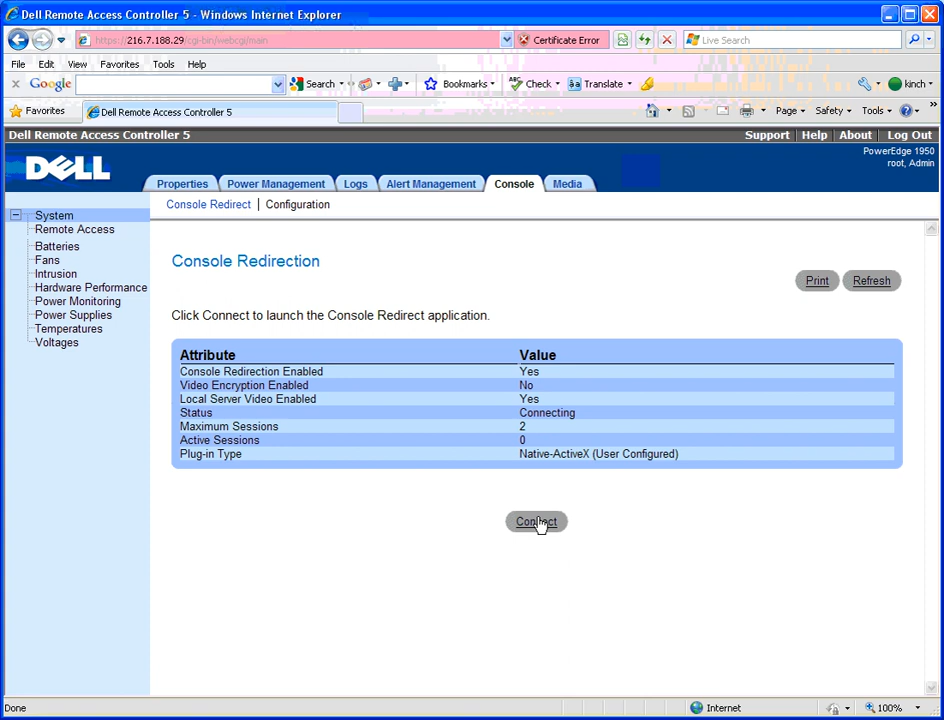 Dell Remote Access Controller 5 - Windows Internet Explorer
https://216.7.188.29/cgi-bin/webcgi/main
Certificate Error
Live Search
File Edit View Favorites Tools Help
x Google Search Bookmarks Check Translate kinch
Favorites Dell Remote Access Controller 5 Page Safety Tools
Dell Remote Access Controller 5 Support | Help | About | Log Out
DELL
PowerEdge 1950
root, Admin
Properties Power Management Logs Alert Management Console Media
Console Redirect | Configuration
System
Remote Access
Batteries
Fans
Intrusion
Hardware Performance
Power Monitoring
Power Supplies
Temperatures
Voltages
Console Redirection
Print Refresh
Click Connect to launch the Console Redirect application.
Attribute Value
Console Redirection Enabled Yes
Video Encryption Enabled No
Local Server Video Enabled Yes
Status Connecting
Maximum Sessions 2
Active Sessions 0
Plug-in Type Native-ActiveX (User Configured)
Connect
Done Internet 100%